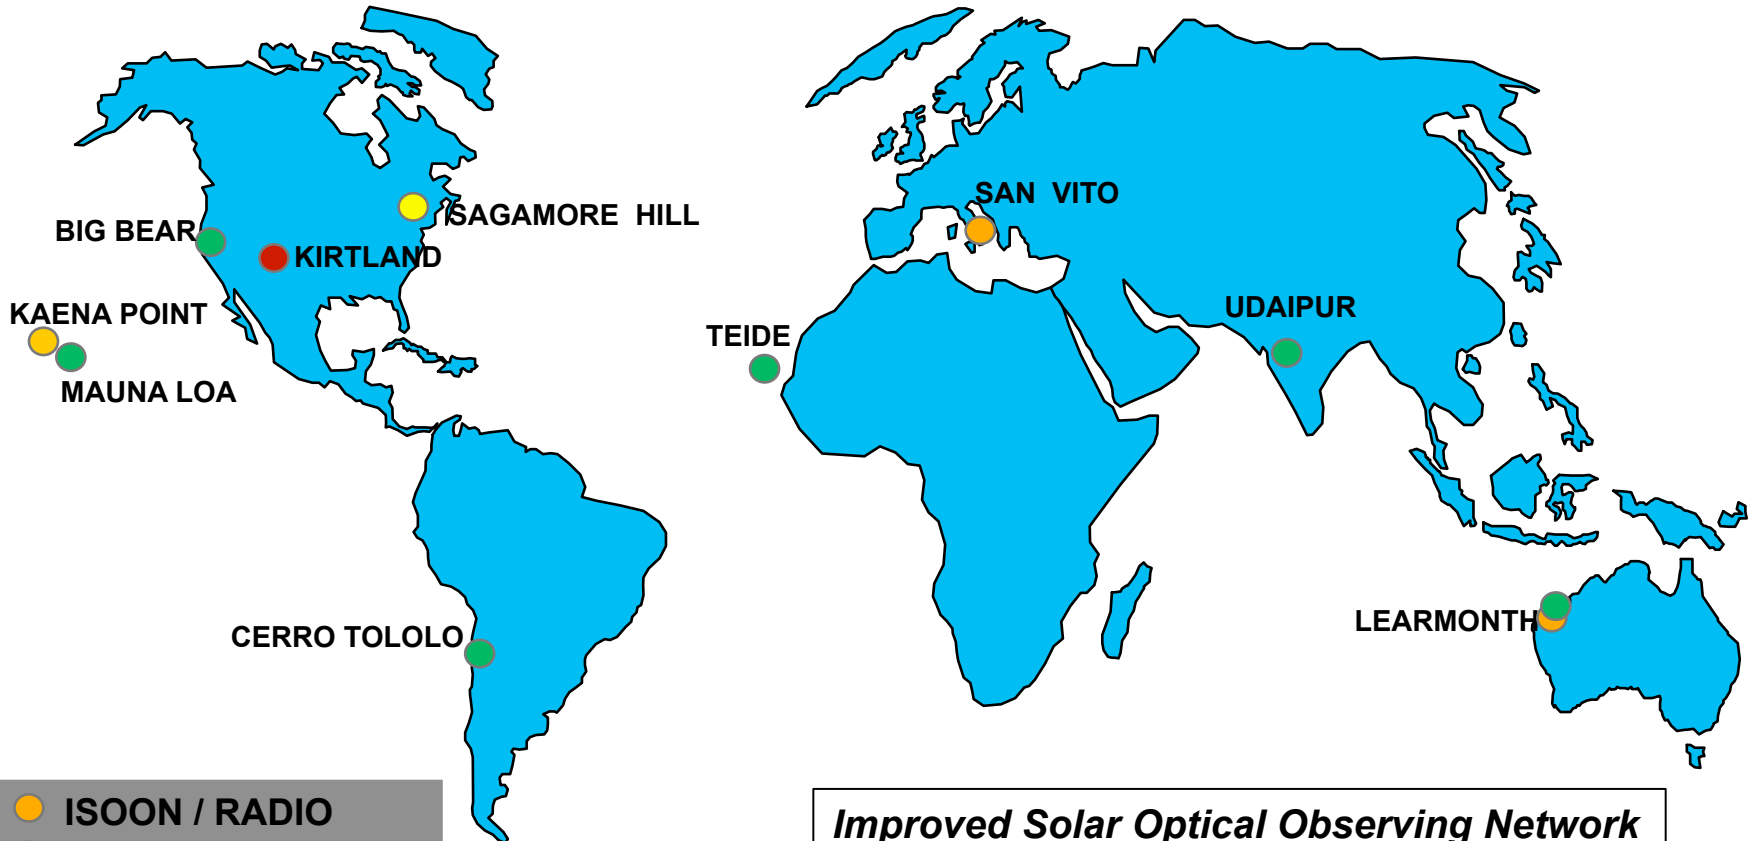 SAN VITO
SAGAMORE HILL
BIG BEAR
KIRTLAND
KAENA POINT
UDAIPUR
TEIDE
MAUNA LOA
LEARMONTH
CERRO TOLOLO
ISOON / RADIO
Improved Solar Optical Observing Network